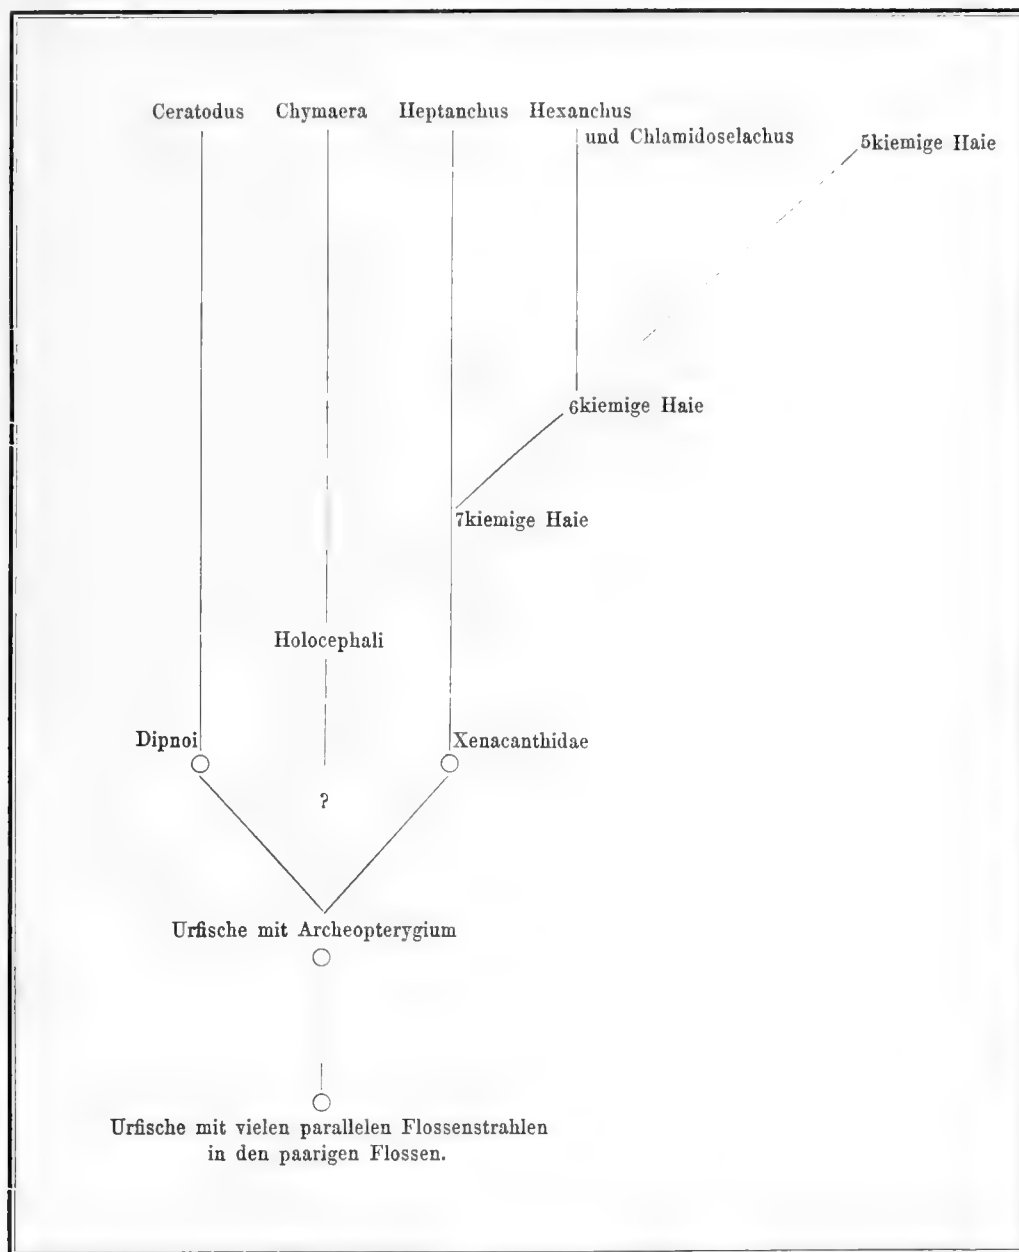 Ceratodus Chymaera Heptanchus Hexanchus
und Chlamidoselachus
5kiemige Haie
6kiemige Haie
7kiemige Haie
Holocephali
Dipnoi Xenacanthidae
?
Urfische mit Archeopterygium
Urfische mit vielen parallelen Flossenstrahlen
in den paarigen Flossen.